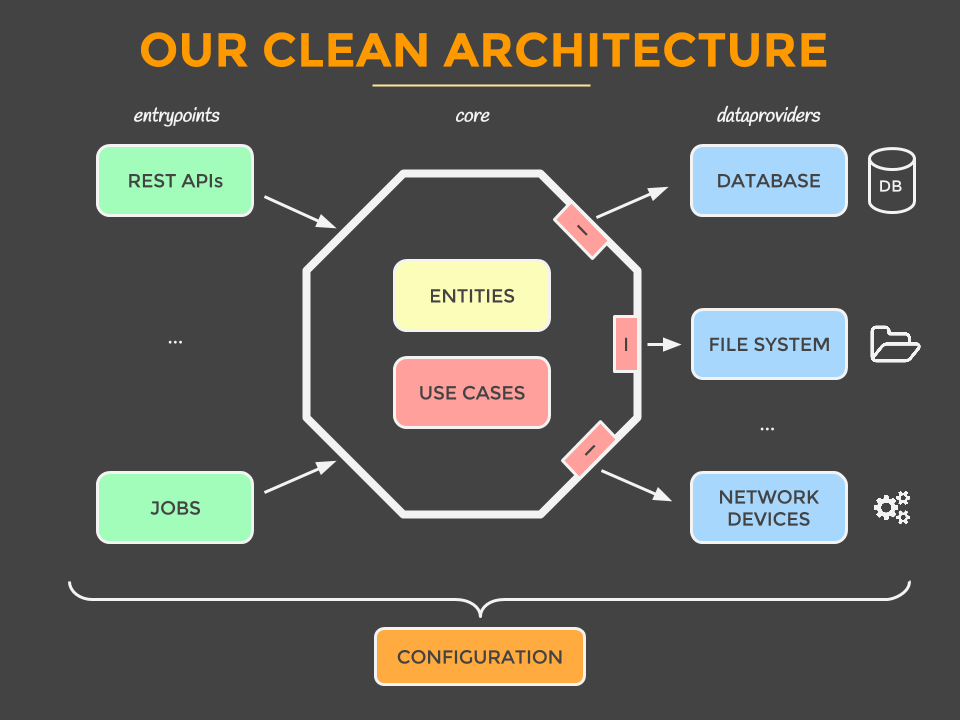 OUR CLEAN ARCHITECTURE
entrypoints
core
dataproviders
REST APIs
DATABASE
DB
I
ENTITIES
...
I
FILE SYSTEM
USE CASES
...
I
JOBS
NETWORK
DEVICES
CONFIGURATION